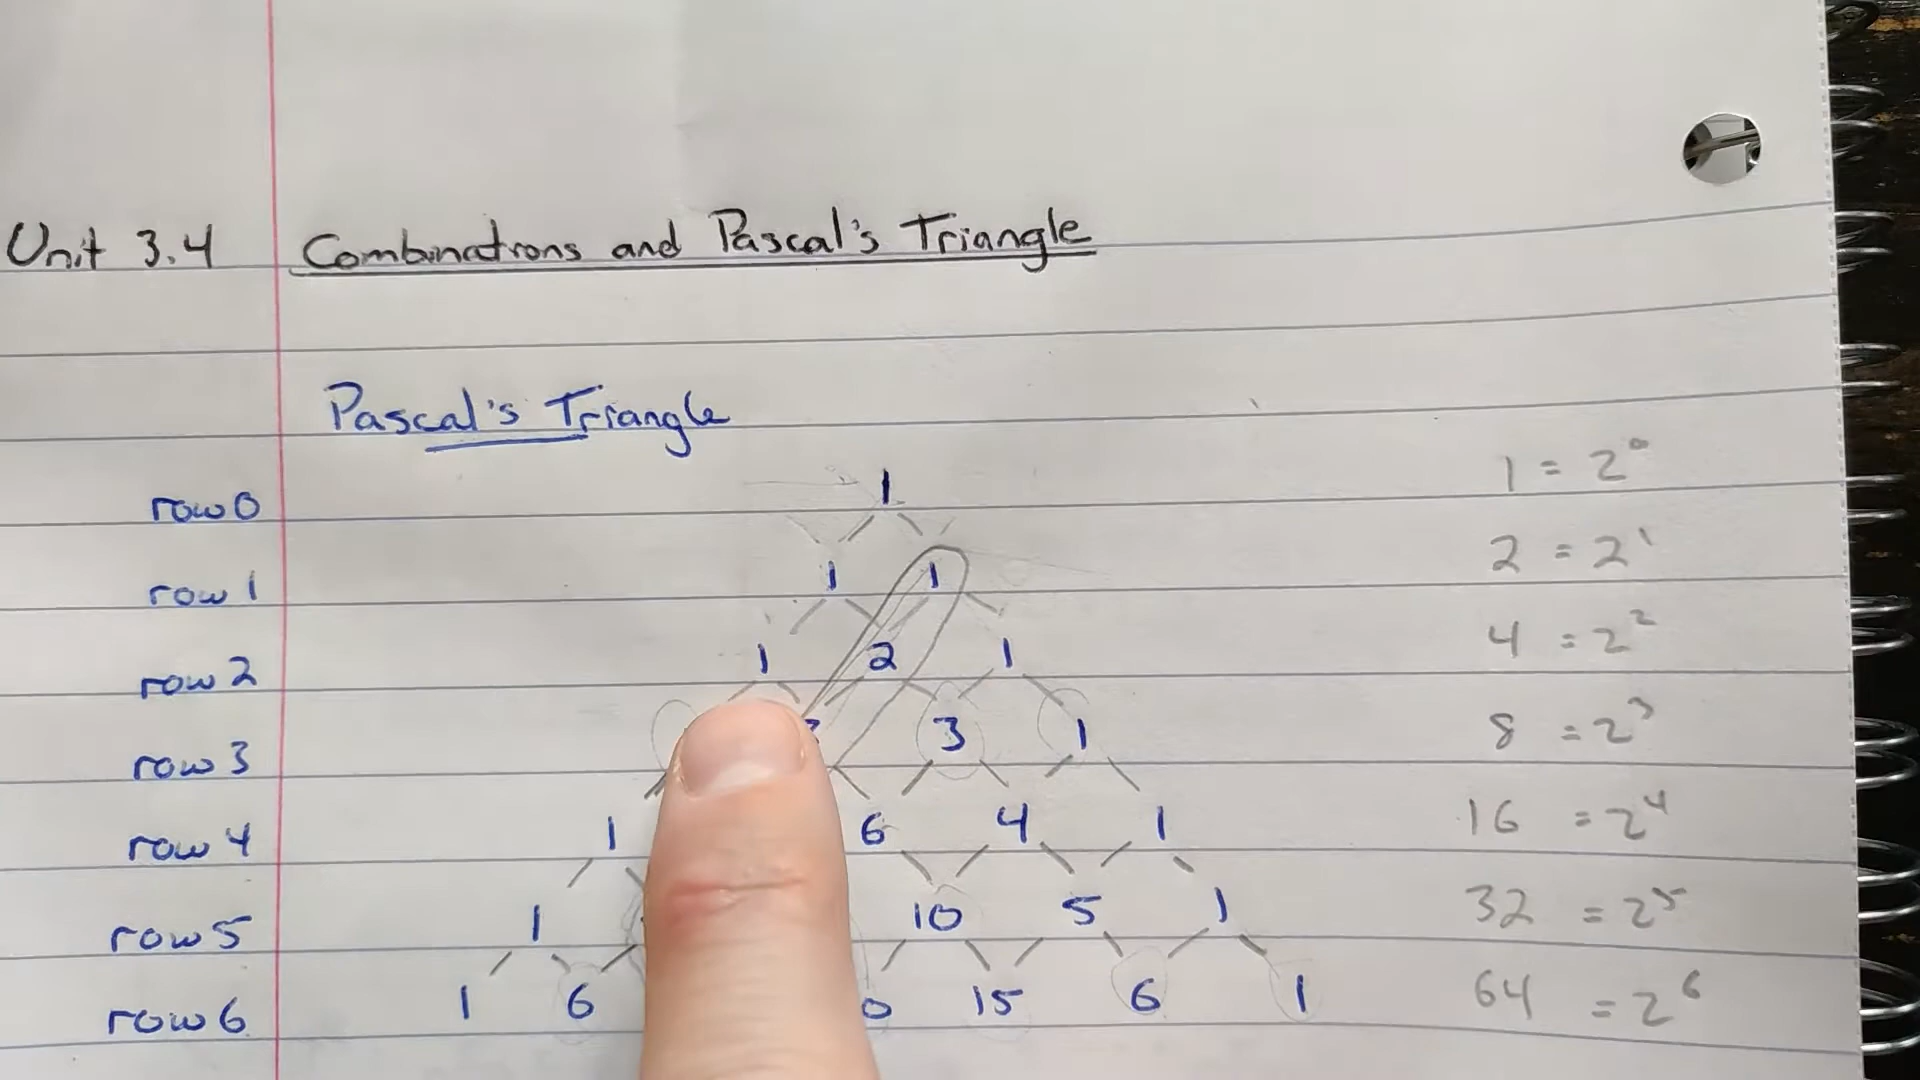 Unit 3.4 Combinations and Pascal's Triangle
Pascal's Triangle
row 0 1 1 = 2⁰
row 1 1 1 2 = 2¹
row 2 1 2 1 4 = 2²
row 3 3 1 8 = 2³
row 4 1 6 4 1 16 = 2⁴
row 5 1 10 5 1 32 = 2⁵
row 6 1 6 15 6 1 64 = 2⁶